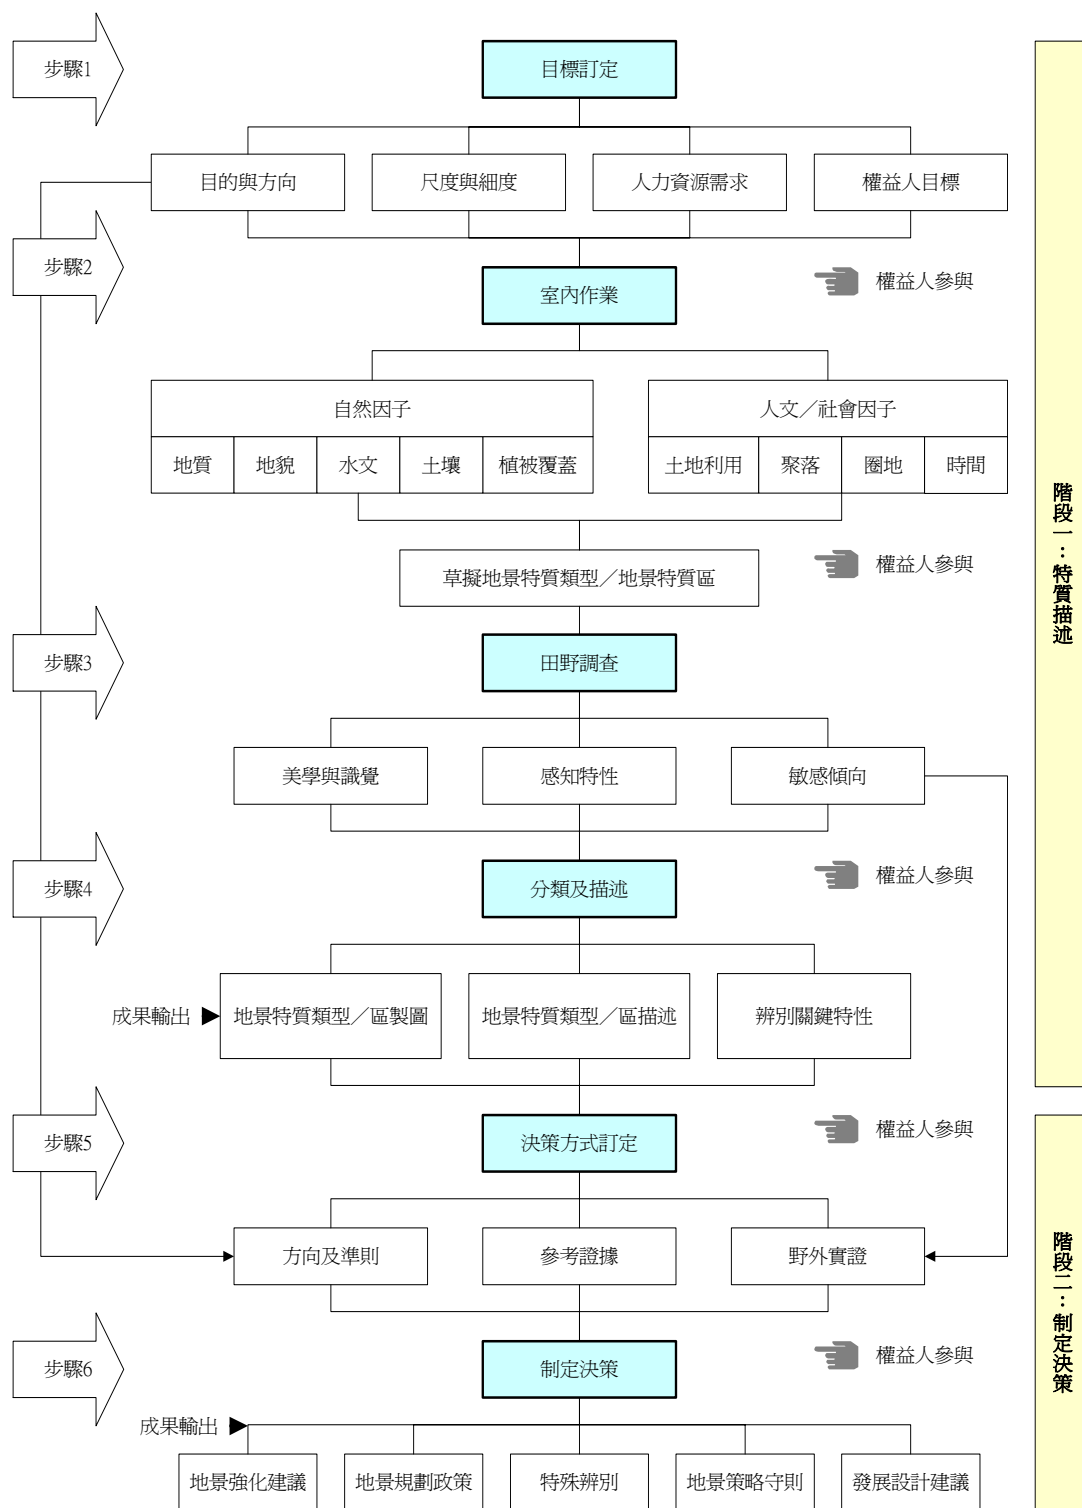 步驟1
目標訂定
目的與方向
尺度與細度
人力資源需求
權益人目標
步驟2
室內作業
權益人參與
自然因子
人文／社會因子
地質
地貌
水文
土壤
植被覆蓋
土地利用
聚落
圈地
時間
草擬地景特質類型／地景特質區
權益人參與
階段一：特質描述
步驟3
田野調查
美學與識覺
感知特性
敏感傾向
步驟4
分類及描述
權益人參與
成果輸出
地景特質類型／區製圖
地景特質類型／區描述
辨別關鍵特性
步驟5
決策方式訂定
權益人參與
方向及準則
參考證據
野外實證
階段二：制定決策
步驟6
制定決策
權益人參與
成果輸出
地景強化建議
地景規劃政策
特殊辨別
地景策略守則
發展設計建議